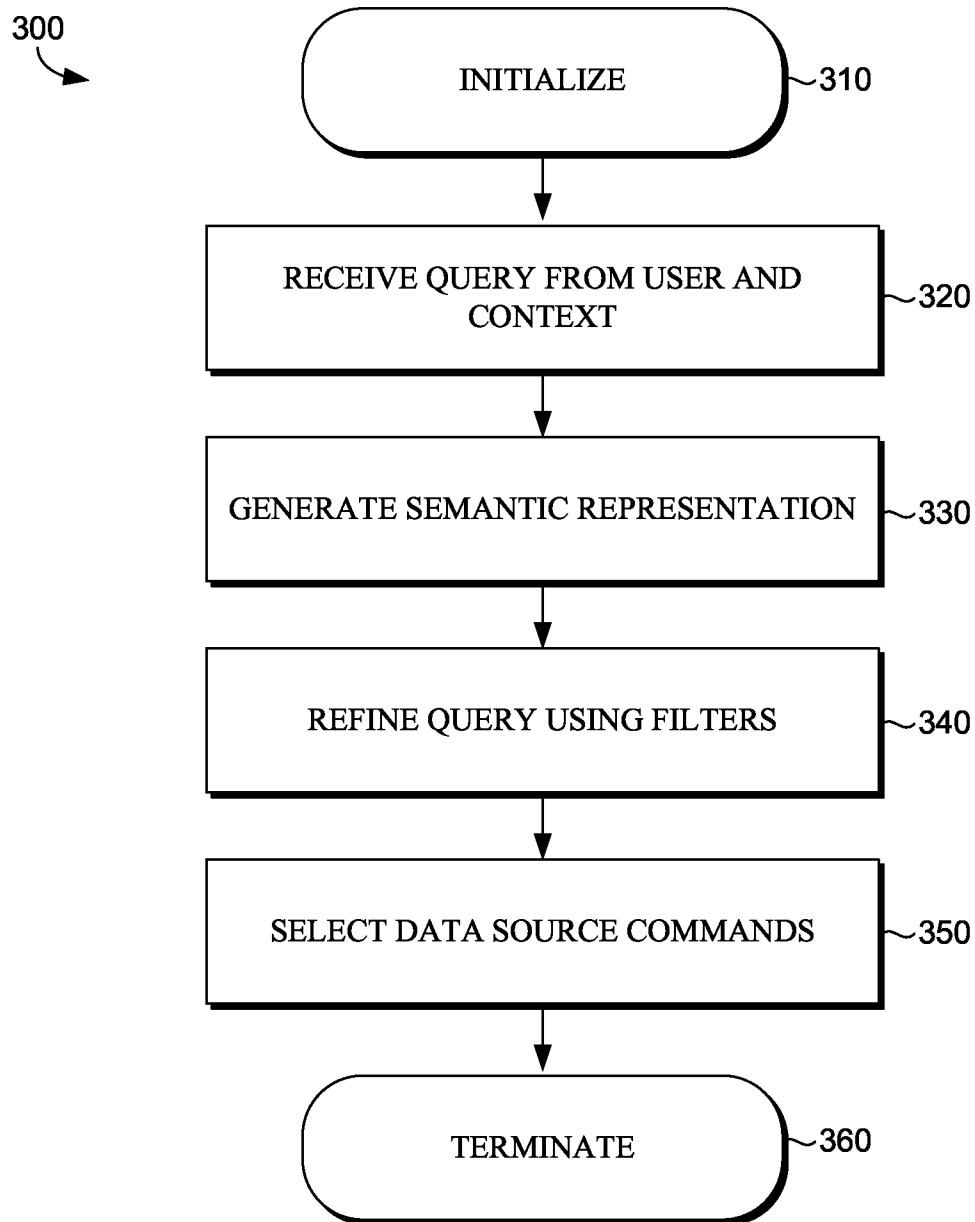 300
INITIALIZE
310
RECEIVE QUERY FROM USER AND
CONTEXT
320
GENERATE SEMANTIC REPRESENTATION
330
REFINE QUERY USING FILTERS
340
SELECT DATA SOURCE COMMANDS
350
TERMINATE
360